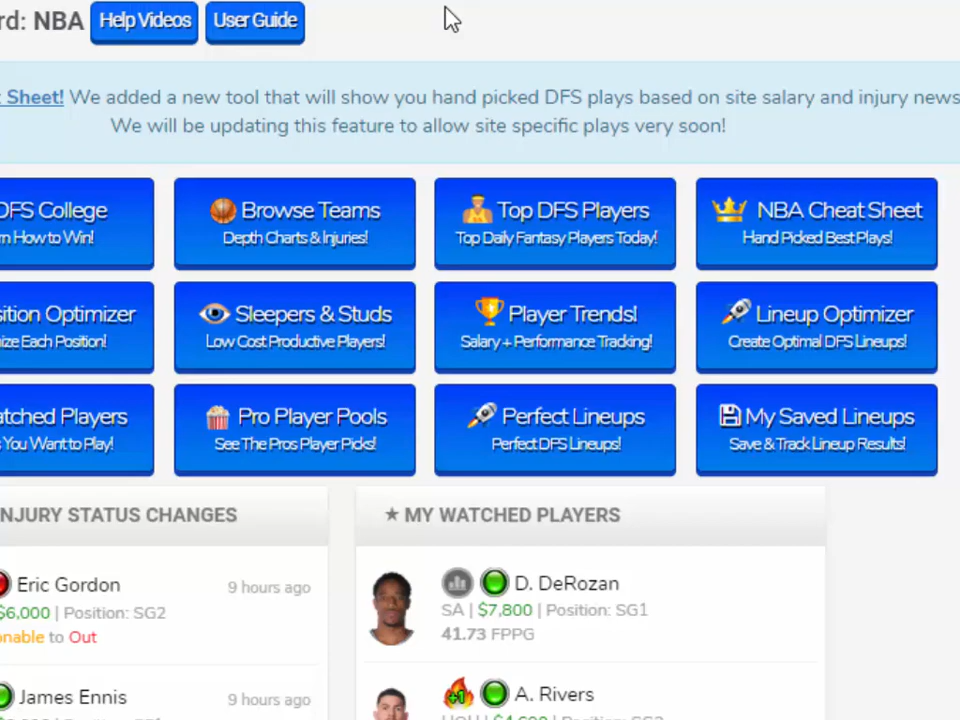 rd: NBA Help Videos User Guide
Sheet! We added a new tool that will show you hand picked DFS plays based on site salary and injury news
We will be updating this feature to allow site specific plays very soon!
DFS College
n How to Win!
Browse Teams
Depth Charts & Injuries!
Top DFS Players
Top Daily Fantasy Players Today!
NBA Cheat Sheet
Hand Picked Best Plays!
sition Optimizer
ize Each Position!
Sleepers & Studs
Low Cost Productive Players!
Player Trends!
Salary + Performance Tracking!
Lineup Optimizer
Create Optimal DFS Lineups!
atched Players
s You Want to Play!
Pro Player Pools
See The Pros Player Picks!
Perfect Lineups
Perfect DFS Lineups!
My Saved Lineups
Save & Track Lineup Results!
NJURY STATUS CHANGES
Eric Gordon 9 hours ago
$6,000 | Position: SG2
onable to Out
James Ennis 9 hours ago
★ MY WATCHED PLAYERS
D. DeRozan
SA | $7,800 | Position: SG1
41.73 FPPG
+1 A. Rivers